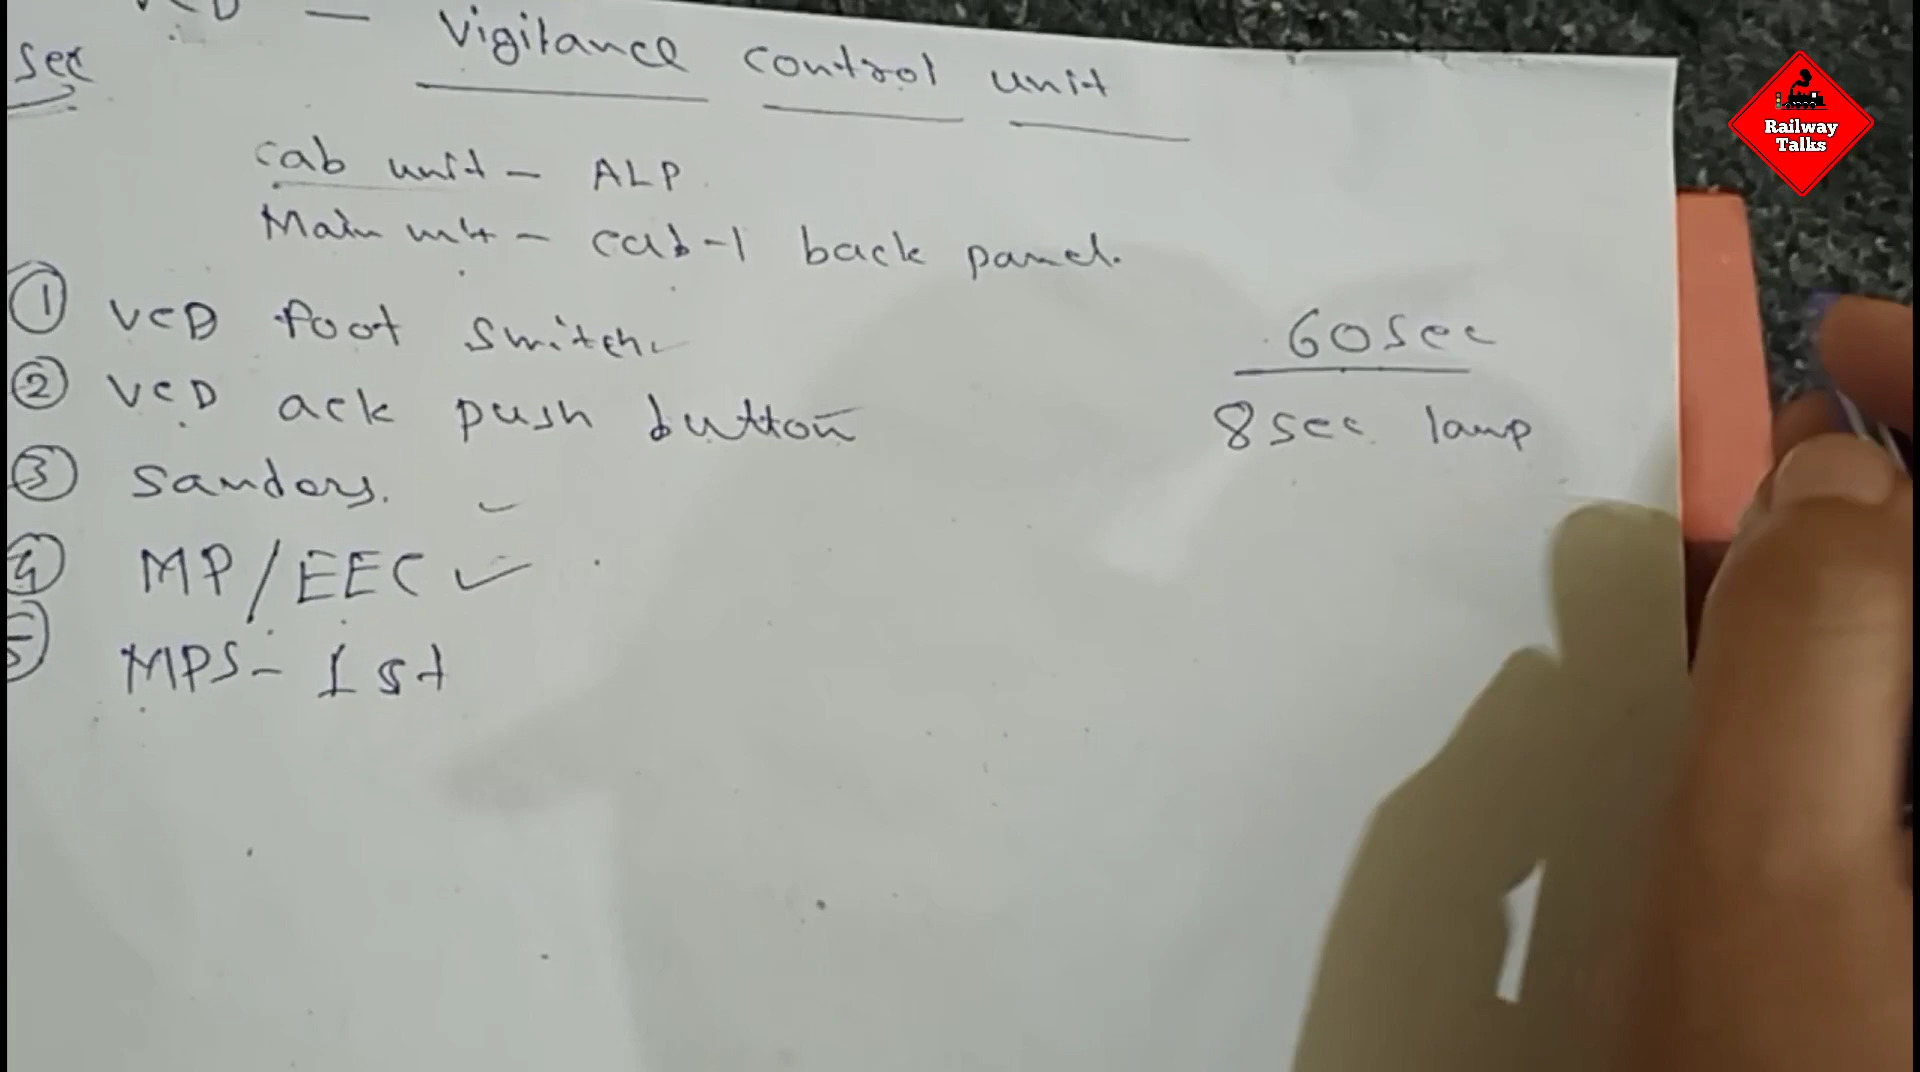 VCD — Vigilance control unit
sec
cab unit - ALP
Main unit - cab-1 back panel.
① VCD foot switch
② VCD ack push button
③ Sanders.
④ MP/EEC ✓
⑤ MPS - 1st
60 sec
8 sec lamp
Railway
Talks